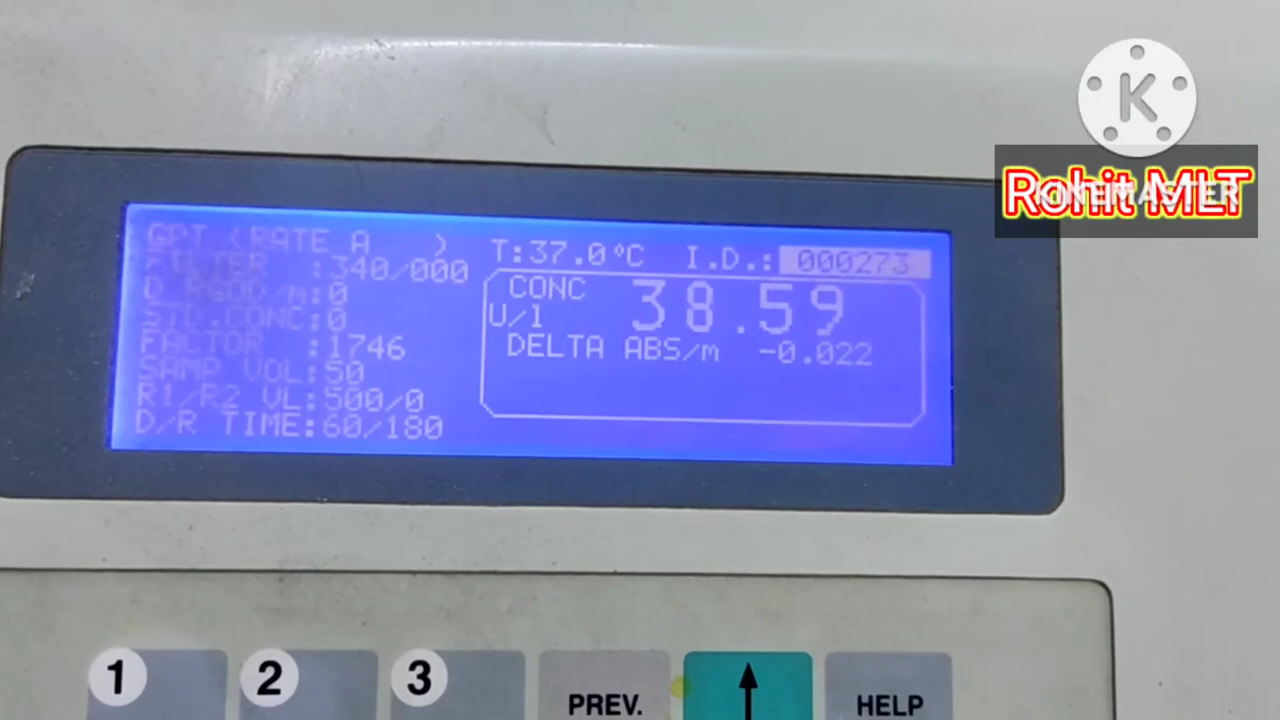 K
Rohit MLT
KINEMASTER
GPT (RATE A )
FILTER :340/000
D RGDD/m:0
STD.CONC:0
FACTOR :1746
SAMP VOL:50
R1/R2 VL:500/0
D/R TIME:60/180
T:37.0°C I.D.: 000273
CONC 38.59
U/l
DELTA ABS/m -0.022
1
2
3
PREV.
HELP